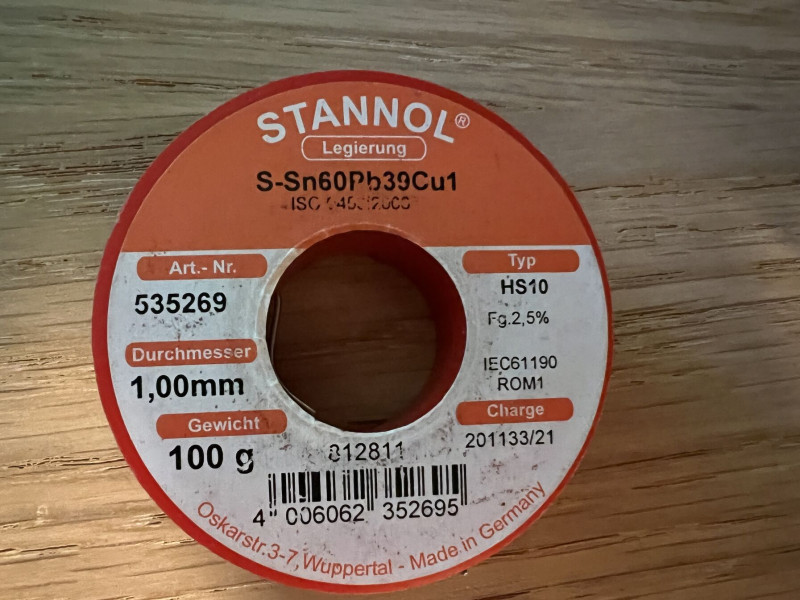 STANNOL®
Legierung
S-Sn60Pb39Cu1
Art.- Nr.
535269
Durchmesser
1,00mm
Gewicht
100 g
Typ
HS10
Fg.2,5%
IEC61190
ROM1
Charge
201133/21
812811
4 006062 352695
Oskarstr.3-7,Wuppertal - Made in Germany